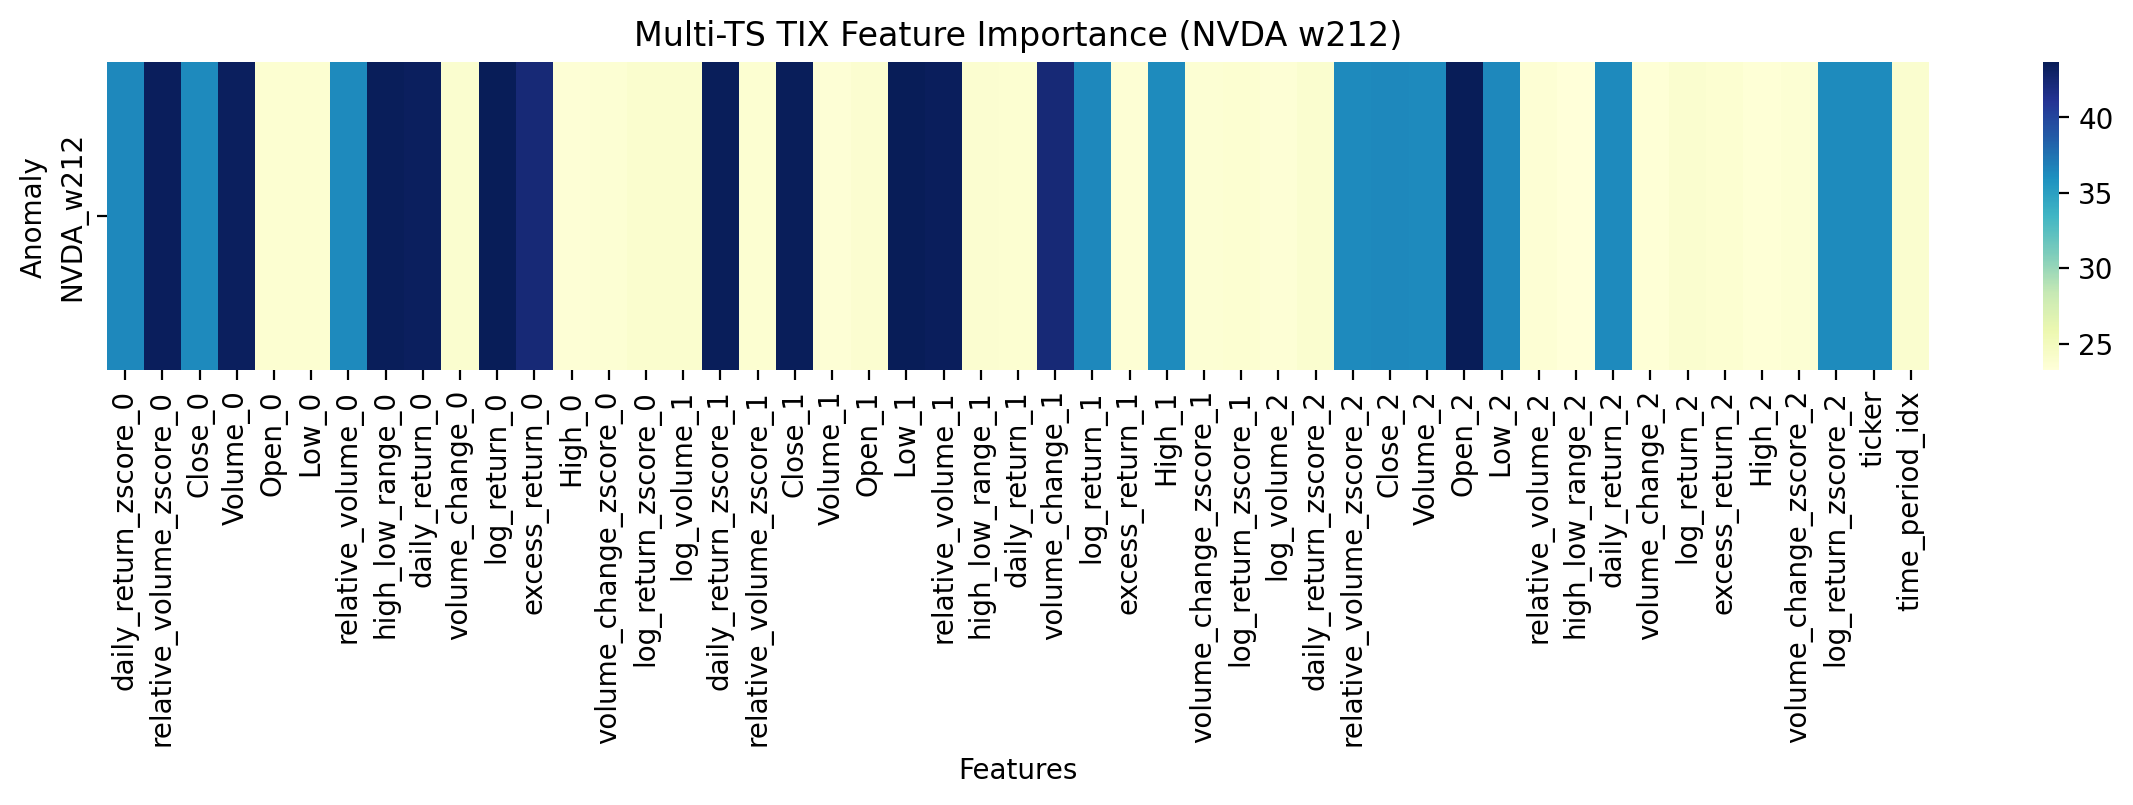 Multi-TS TIX Feature Importance (NVDA w212)
Anomaly
NVDA_w212
40
35
30
25
daily_return_zscore_0
relative_volume_zscore_0
Close_0
Volume_0
Open_0
Low_0
relative_volume_0
high_low_range_0
daily_return_0
volume_change_0
log_return_0
excess_return_0
High_0
volume_change_zscore_0
log_return_zscore_0
log_volume_1
daily_return_zscore_1
relative_volume_zscore_1
Close_1
Volume_1
Open_1
Low_1
relative_volume_1
high_low_range_1
daily_return_1
volume_change_1
log_return_1
excess_return_1
High_1
volume_change_zscore_1
log_return_zscore_1
log_volume_2
daily_return_zscore_2
relative_volume_zscore_2
Close_2
Volume_2
Open_2
Low_2
relative_volume_2
high_low_range_2
daily_return_2
volume_change_2
log_return_2
excess_return_2
High_2
volume_change_zscore_2
log_return_zscore_2
ticker
time_period_idx
Features